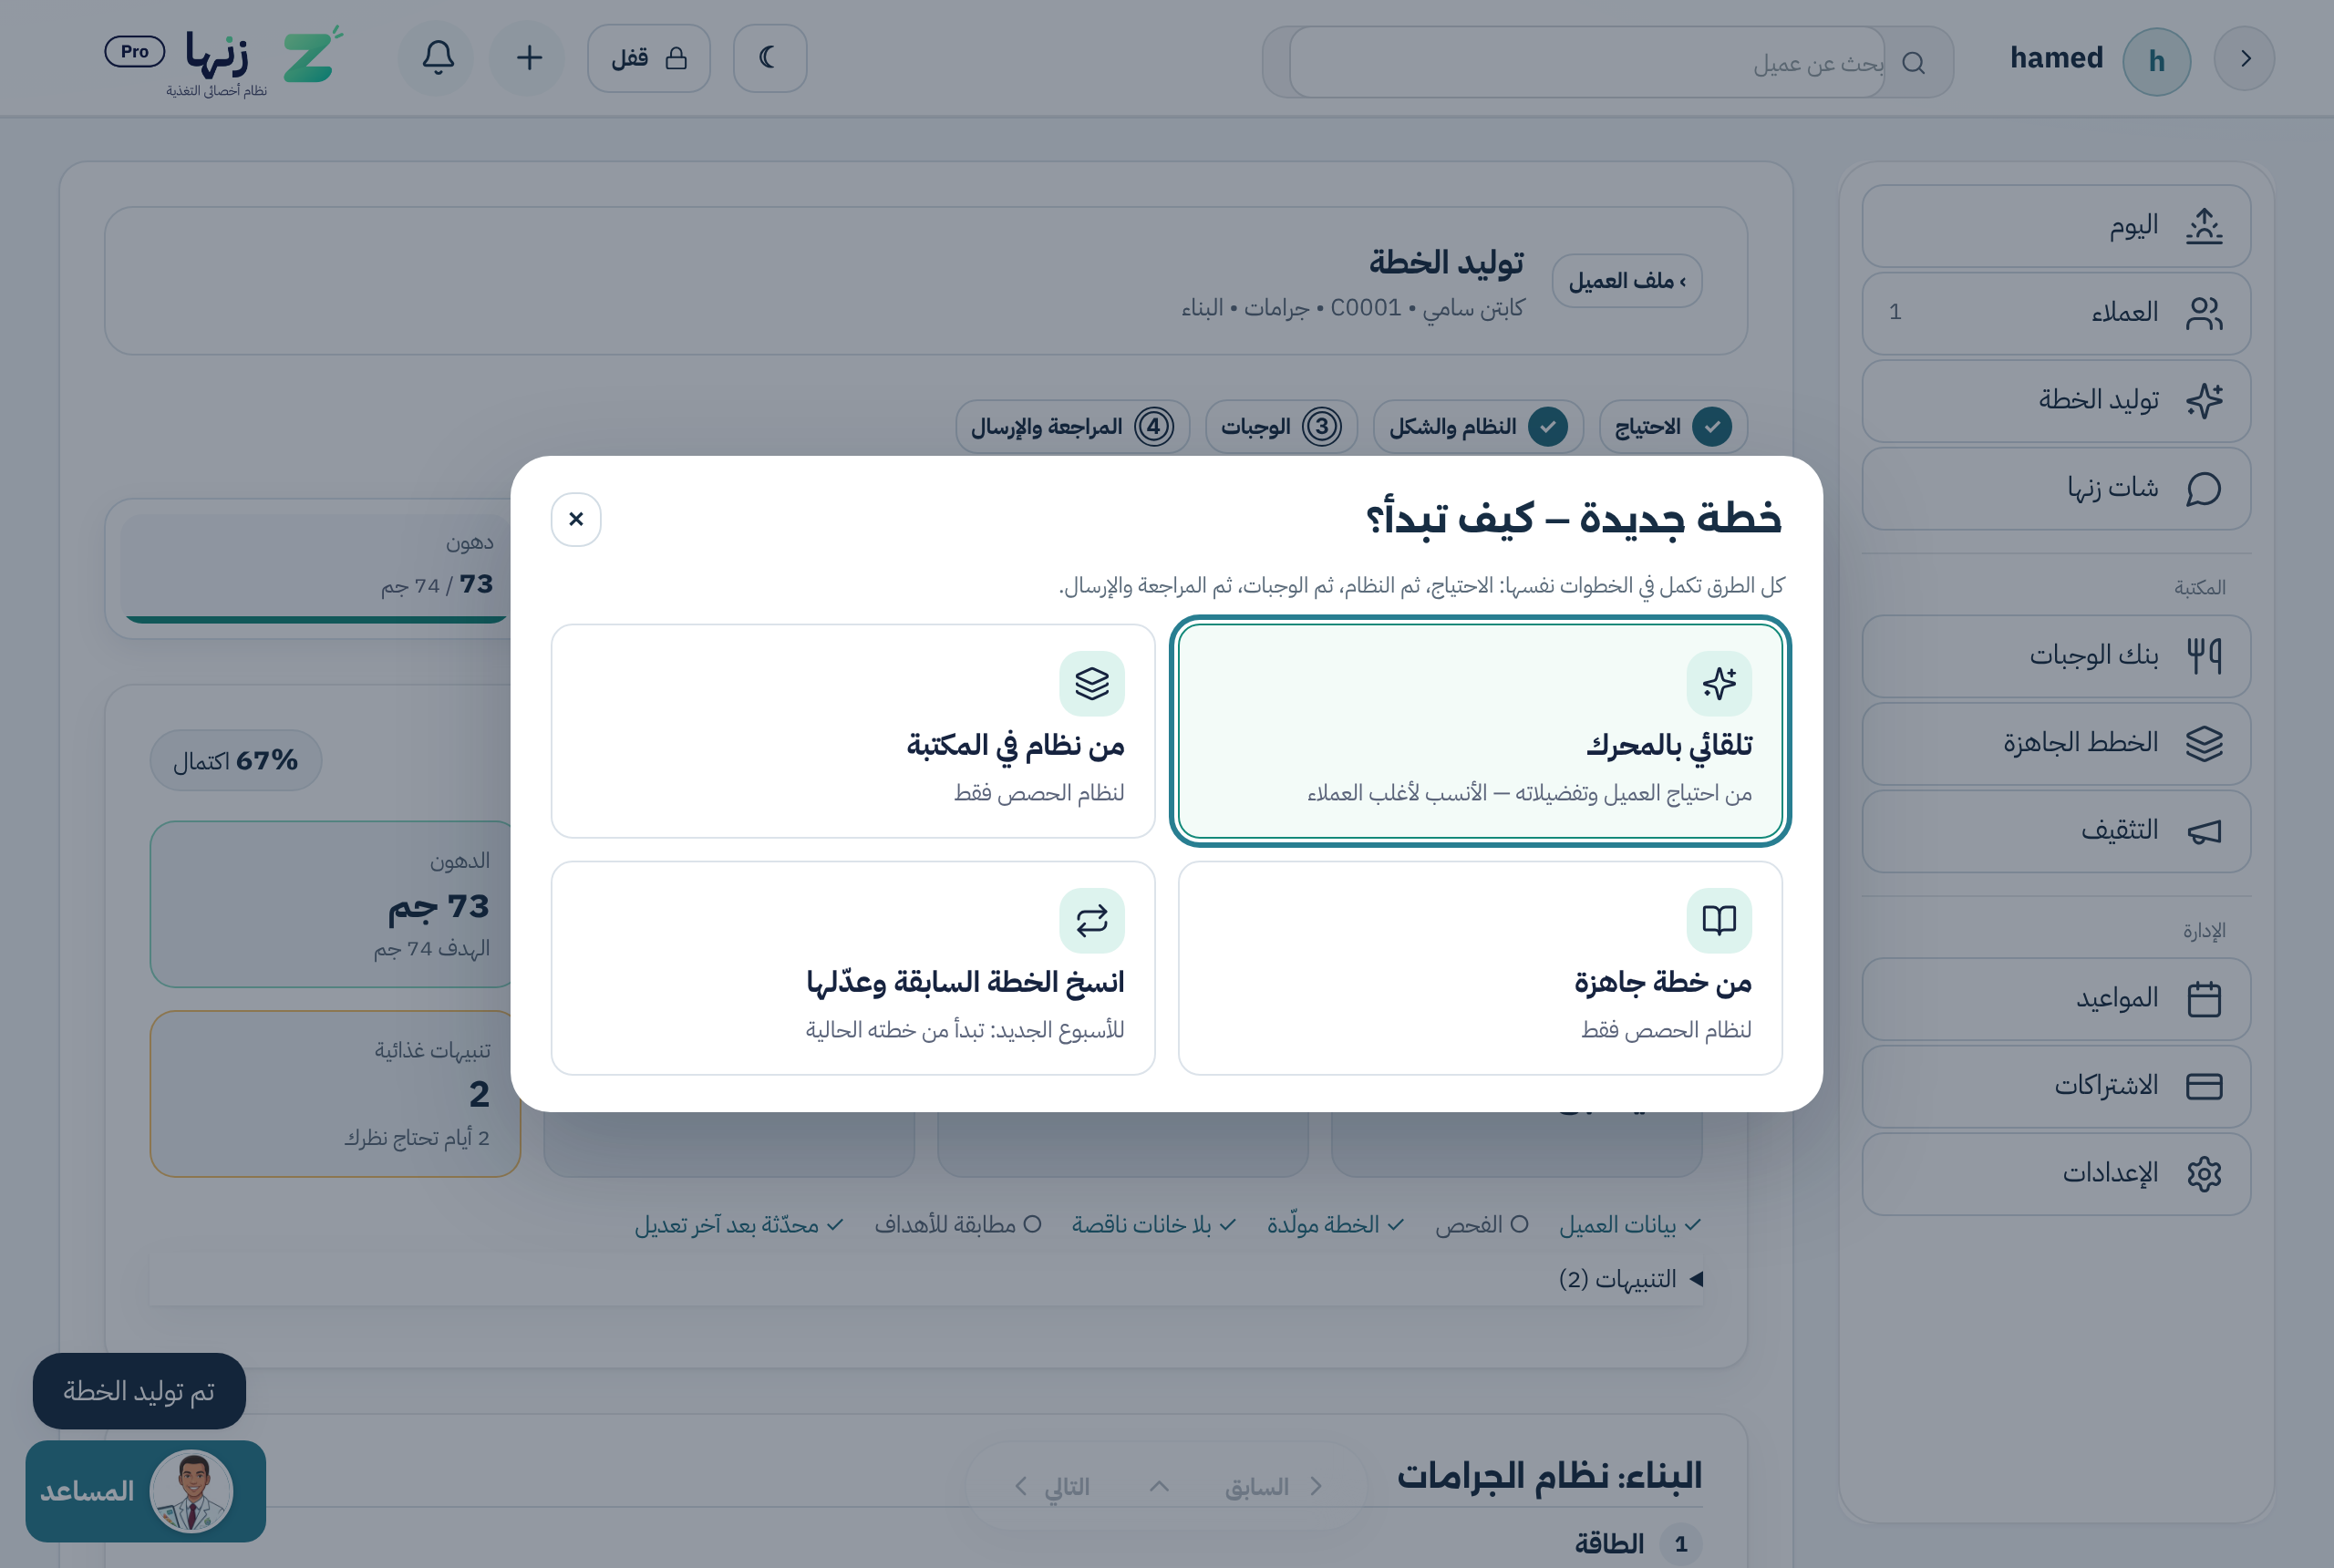 hamed
h
بحث عن عميل
قفل
زنها
Pro
نظام أخصائي التغذية
اليوم
العملاء
1
توليد الخطة
شات زنها
المكتبة
بنك الوجبات
الخطط الجاهزة
التثقيف
الإدارة
المواعيد
الاشتراكات
الإعدادات
‹ ملف العميل
توليد الخطة
كابتن سامي • C0001 • جرامات • البناء
الاحتياج
النظام والشكل
3 الوجبات
4 المراجعة والإرسال
دهون
73 / 74 جم
67% اكتمال
الدهون
73 جم
الهدف 74 جم
تنبيهات غذائية
2
2 أيام تحتاج نظرك
خطة جديدة – كيف تبدأ؟
×
كل الطرق تكمل في الخطوات نفسها: الاحتياج، ثم النظام، ثم الوجبات، ثم المراجعة والإرسال.
تلقائي بالمحرك
من احتياج العميل وتفضيلاته — الأنسب لأغلب العملاء
من نظام في المكتبة
لنظام الحصص فقط
من خطة جاهزة
لنظام الحصص فقط
انسخ الخطة السابقة وعدّلها
للأسبوع الجديد: تبدأ من خطته الحالية
✓ بيانات العميل
○ الفحص
✓ الخطة مولّدة
✓ بلا خانات ناقصة
○ مطابقة للأهداف
✓ محدّثة بعد آخر تعديل
◀ التنبيهات (2)
تم توليد الخطة
المساعد
البناء: نظام الجرامات
السابق
التالي
1 الطاقة